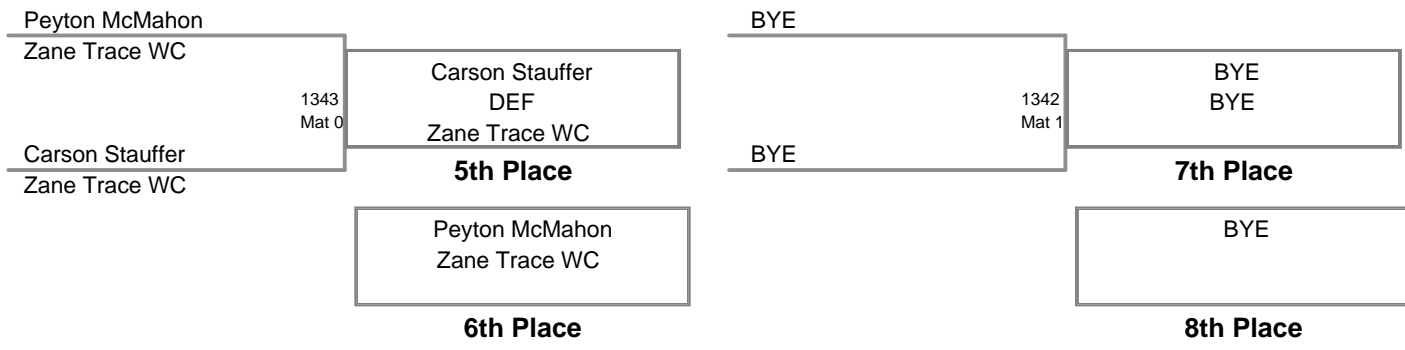 Peyton McMahon
Zane Trace WC
1343
Mat 0
Carson Stauffer
DEF
Zane Trace WC
5th Place
Carson Stauffer
Zane Trace WC
Peyton McMahon
Zane Trace WC
6th Place
BYE
1342
Mat 1
BYE
BYE
7th Place
BYE
BYE
8th Place